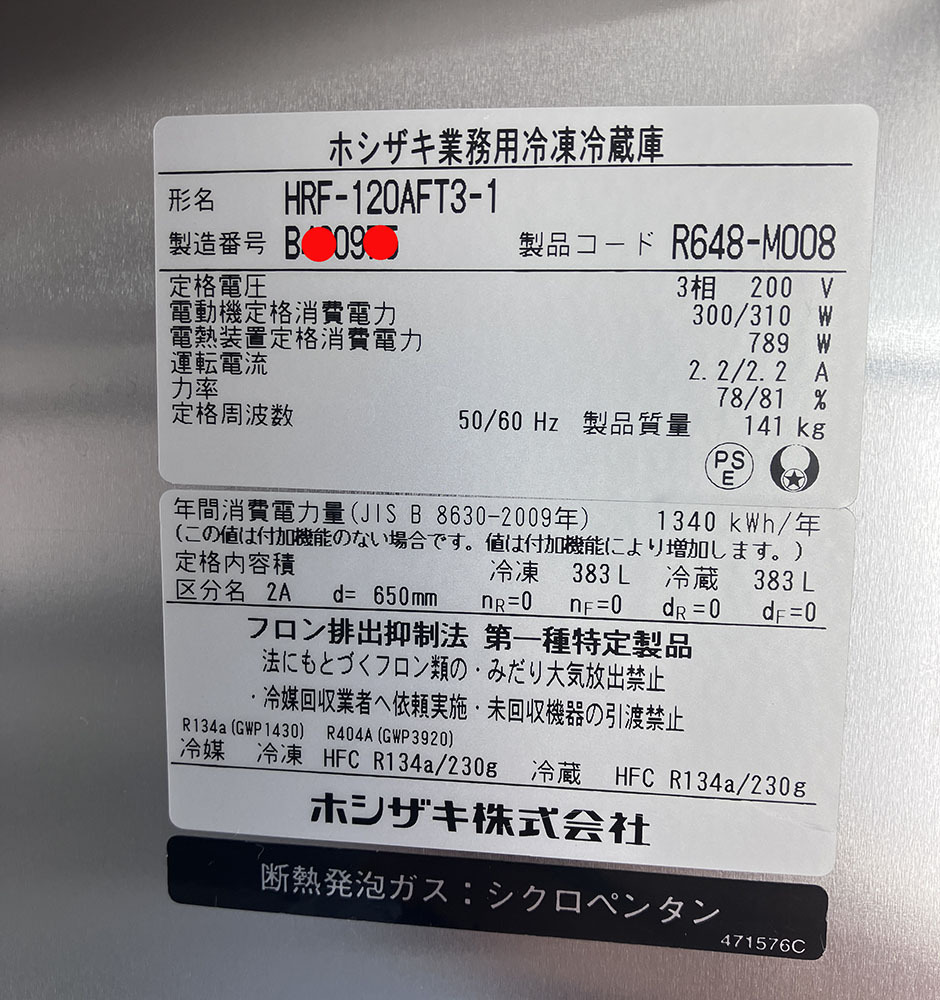 ホシザキ業務用冷凍冷蔵庫
形名 HRF-120AFT3-1
製造番号 B 09 製品コード R648-M008
定格電圧 3相 200 V
電動機定格消費電力 300/310 W
電熱装置定格消費電力 789 W
運転電流 2.2/2.2 A
力率 78/81 %
定格周波数 50/60 Hz 製品質量 141 kg
PS
E
年間消費電力量(JIS B 8630-2009年) 1340 kWh/年
(この値は付加機能のない場合です。値は付加機能により増加します。)
定格内容積 冷凍 383 L 冷蔵 383 L
区分名 2A d= 650mm nR=0 nF=0 dR=0 dF=0
フロン排出抑制法 第一種特定製品
法にもとづくフロン類の・みだり大気放出禁止
・冷媒回収業者へ依頼実施・未回収機器の引渡禁止
R134a(GWP1430) R404A(GWP3920)
冷媒 冷凍 HFC R134a/230g 冷蔵 HFC R134a/230g
ホシザキ株式会社
断熱発泡ガス：シクロペンタン
471576C